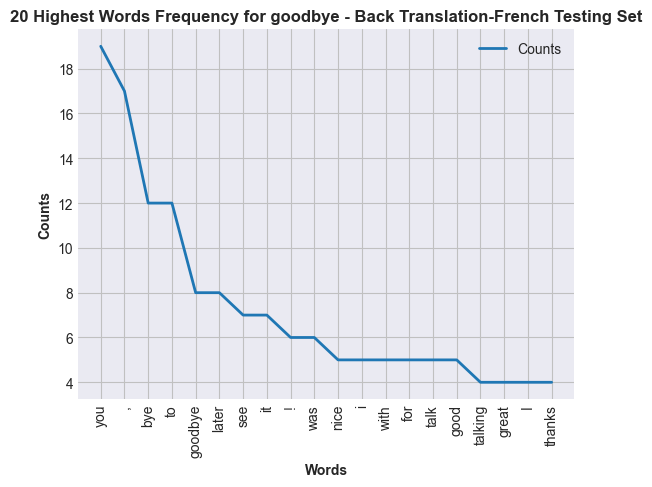 20 Highest Words Frequency for goodbye - Back Translation-French Testing Set
Counts
18
16
14
12
10
8
6
4
Counts
you
,
bye
to
goodbye
later
see
it
!
was
nice
i
with
for
talk
good
talking
great
I
thanks
Words